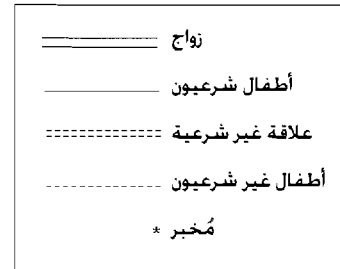 زواج
أطفال شرعيون
علاقة غير شرعية
أطفال غير شرعيون
مُخبر *